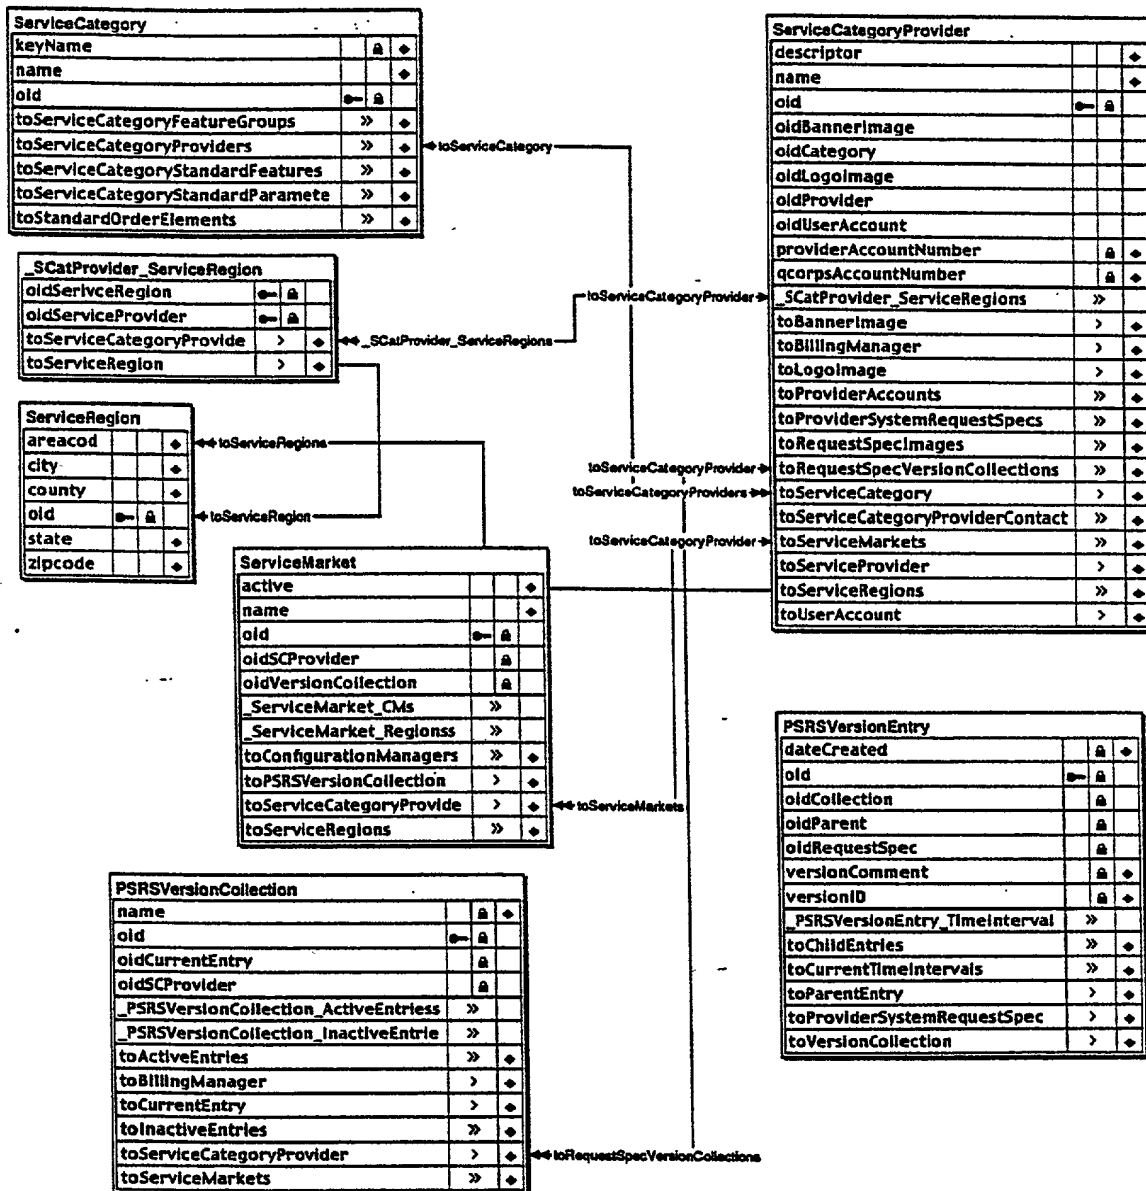 ServiceCategory
keyName
name
oid
toServiceCategoryFeatureGroups
toServiceCategoryProviders
toServiceCategoryStandardFeatures
toServiceCategoryStandardParamete
toStandardOrderElements
toServiceCategory
_SCatProvider_ServiceRegion
oidSerivceRegion
oidServiceProvider
toServiceCategoryProvide
toServiceRegion
_SCatProvider_ServiceRegions
toServiceCategoryProvider
ServiceRegion
areacod
city
county
oid
state
zipcode
toServiceRegions
toServiceRegion
toServiceCategoryProvider
toServiceCategoryProviders
toServiceCategoryProvider
ServiceCategoryProvider
descriptor
name
oid
oidBannerImage
oidCategory
oidLogoImage
oidProvider
oidUserAccount
providerAccountNumber
qcorpsAccountNumber
_SCatProvider_ServiceRegions
toBannerImage
toBillingManager
toLogoImage
toProviderAccounts
toProviderSystemRequestSpecs
toRequestSpecImages
toRequestSpecVersionCollections
toServiceCategory
toServiceCategoryProviderContact
toServiceMarkets
toServiceProvider
toServiceRegions
toUserAccount
ServiceMarket
active
name
oid
oidSCProvider
oidVersionCollection
_ServiceMarket_CMs
_ServiceMarket_Regionss
toConfigurationManagers
toPSRSVersionCollection
toServiceCategoryProvide
toServiceRegions
toServiceMarkets
PSRSVersionEntry
dateCreated
oid
oidCollection
oidParent
oidRequestSpec
versionComment
versionID
_PSRSVersionEntry_TimeInterval
toChildEntries
toCurrentTimeIntervals
toParentEntry
toProviderSystemRequestSpec
toVersionCollection
PSRSVersionCollection
name
oid
oidCurrentEntry
oidSCProvider
_PSRSVersionCollection_ActiveEntriess
_PSRSVersionCollection_InactiveEntrie
toActiveEntries
toBillingManager
toCurrentEntry
toInactiveEntries
toServiceCategoryProvider
toServiceMarkets
toRequestSpecVersionCollections